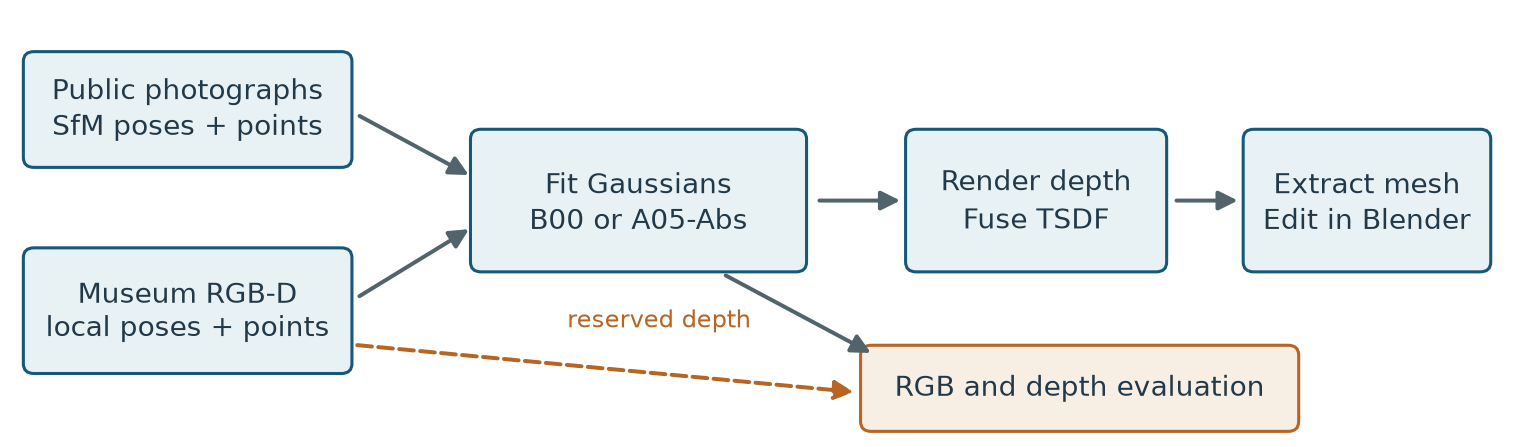 Public photographs
SfM poses + points
Museum RGB-D
local poses + points
Fit Gaussians
B00 or A05-Abs
Render depth
Fuse TSDF
Extract mesh
Edit in Blender
reserved depth
RGB and depth evaluation